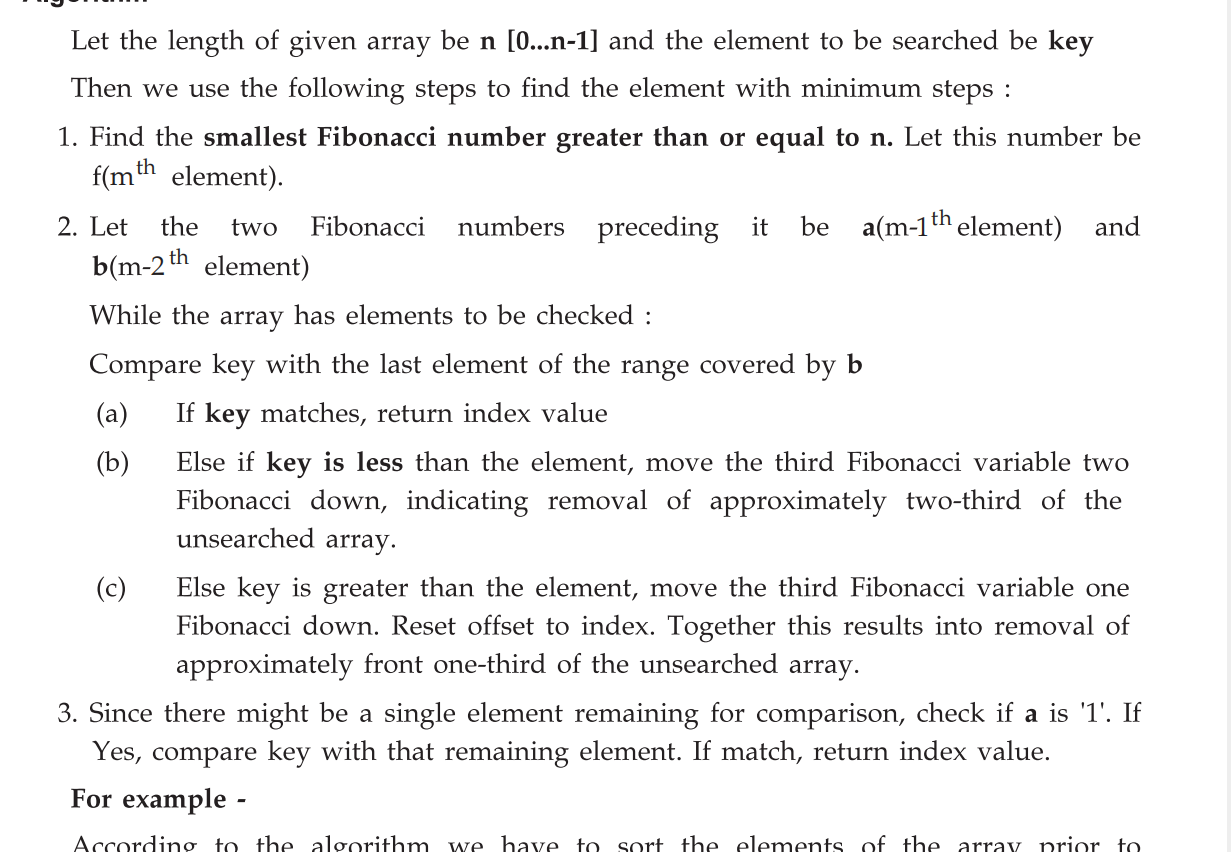 Algorithm
Let the length of given array be n [0...n-1] and the element to be searched be key
Then we use the following steps to find the element with minimum steps :
1. Find the smallest Fibonacci number greater than or equal to n. Let this number be
f(mth element).
2. Let the two Fibonacci numbers preceding it be a(m-1th element) and
b(m-2th element)
While the array has elements to be checked :
Compare key with the last element of the range covered by b
(a) If key matches, return index value
(b) Else if key is less than the element, move the third Fibonacci variable two
Fibonacci down, indicating removal of approximately two-third of the
unsearched array.
(c) Else key is greater than the element, move the third Fibonacci variable one
Fibonacci down. Reset offset to index. Together this results into removal of
approximately front one-third of the unsearched array.
3. Since there might be a single element remaining for comparison, check if a is '1'. If
Yes, compare key with that remaining element. If match, return index value.
For example -
According to the algorithm we have to sort the elements of the array prior to